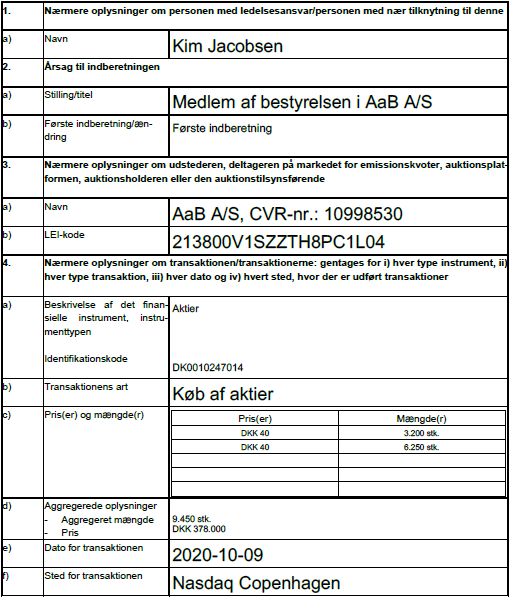 1. Nærmere oplysninger om personen med ledelsesansvar/personen med nær tilknytning til denne
a) Navn Kim Jacobsen
2. Årsag til indberetningen
a) Stilling/titel Medlem af bestyrelsen i AaB A/S
b) Første indberetning/æn-
dring
Første indberetning
3. Nærmere oplysninger om udstederen, deltageren på markedet for emissionskvoter, auktionsplat-
formen, auktionsholderen eller den auktionstilsynsførende
a) Navn AaB A/S, CVR-nr.: 10998530
b) LEI-kode 213800V1SZZTH8PC1L04
4. Nærmere oplysninger om transaktionen/transaktionerne: gentages for i) hver type instrument, ii)
hver type transaktion, iii) hver dato og iv) hvert sted, hvor der er udført transaktioner
a) Beskrivelse af det finan-
sielle instrument, instru-
menttypen
Aktier
Identifikationskode
DK0010247014
b) Transaktionens art Køb af aktier
c) Pris(er) og mængde(r)
Pris(er) Mængde(r)
DKK 40 3.200 stk.
DKK 40 6.250 stk.
d) Aggregerede oplysninger
- Aggregeret mængde
- Pris
9.450 stk.
DKK 378.000
e) Dato for transaktionen 2020-10-09
f) Sted for transaktionen Nasdaq Copenhagen